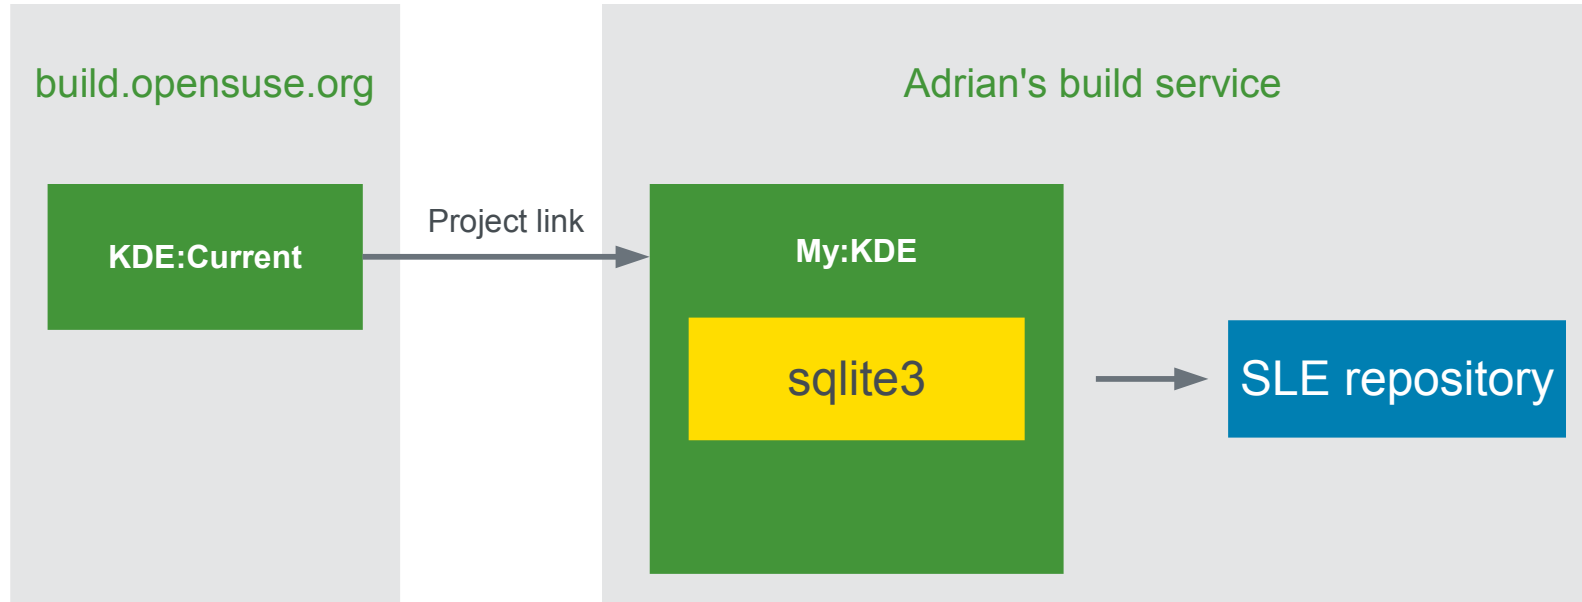 build.opensuse.org
Adrian's build service
KDE:Current
Project link
My:KDE
sqlite3
SLE repository